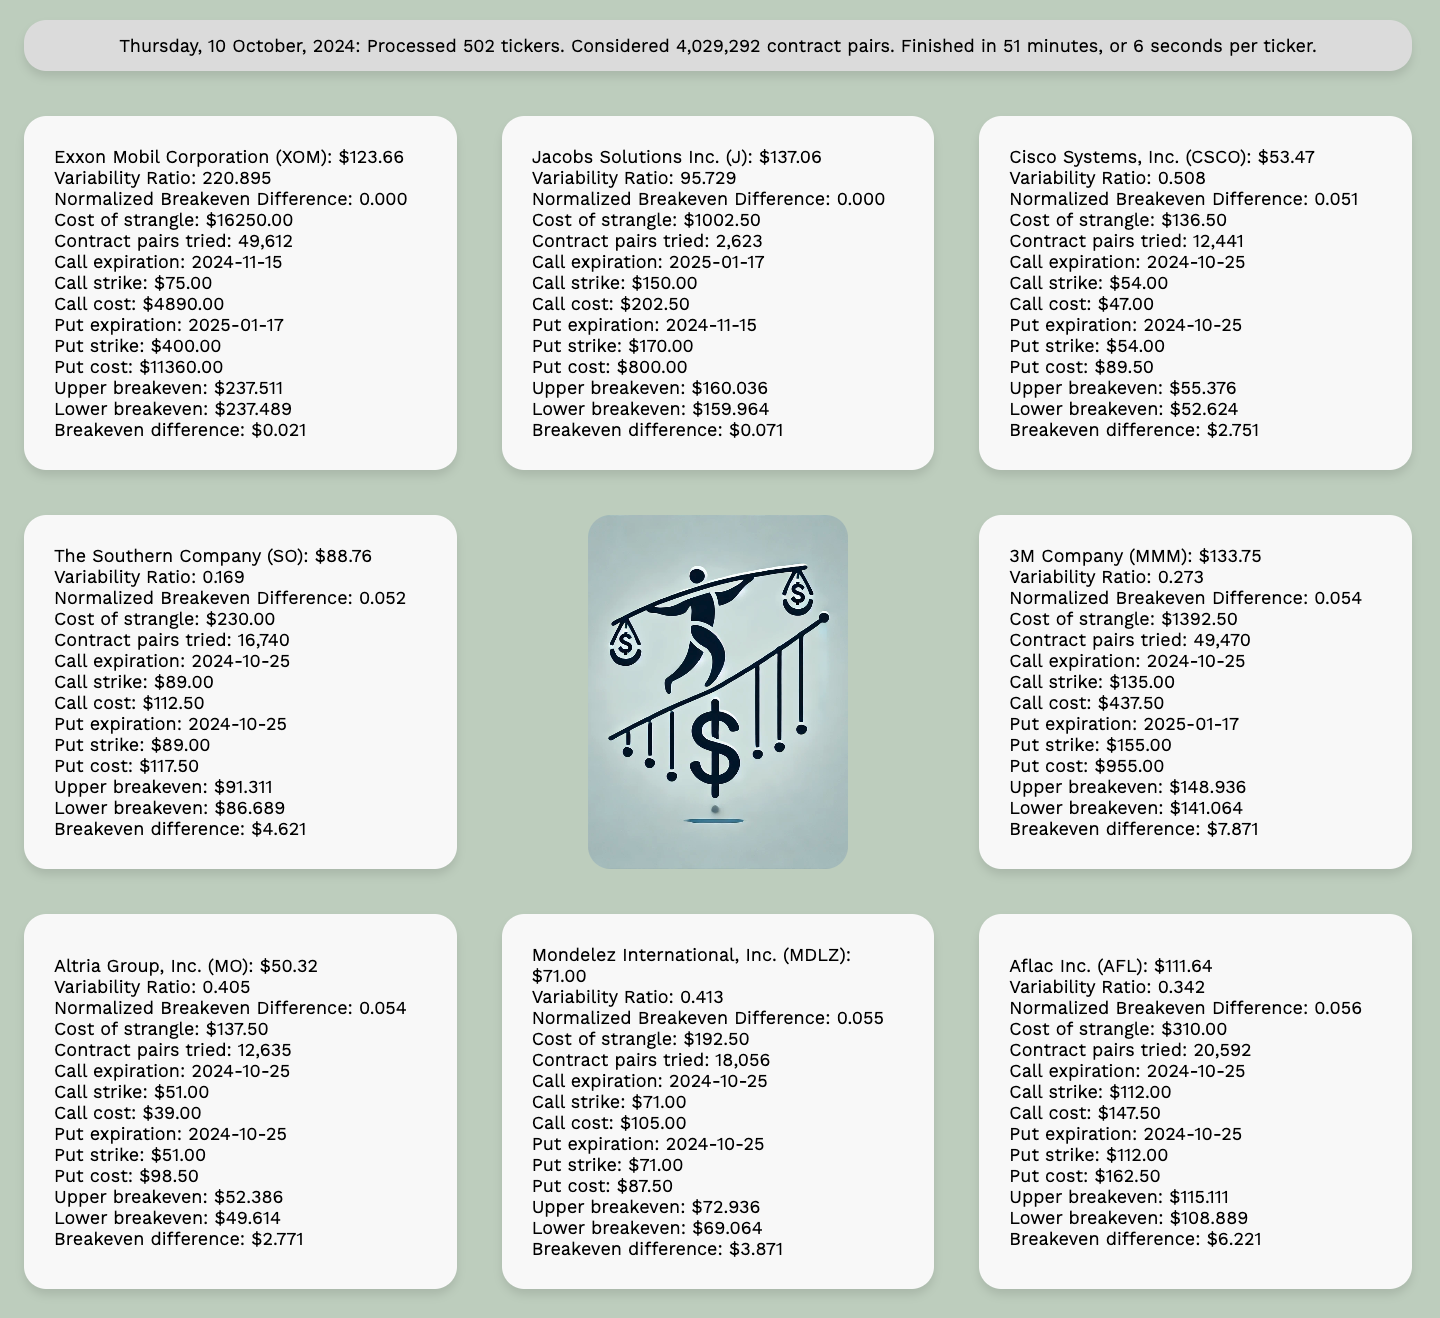 Thursday, 10 October, 2024: Processed 502 tickers. Considered 4,029,292 contract pairs. Finished in 51 minutes, or 6 seconds per ticker.
Exxon Mobil Corporation (XOM): $123.66
Variability Ratio: 220.895
Normalized Breakeven Difference: 0.000
Cost of strangle: $16250.00
Contract pairs tried: 49,612
Call expiration: 2024-11-15
Call strike: $75.00
Call cost: $4890.00
Put expiration: 2025-01-17
Put strike: $400.00
Put cost: $11360.00
Upper breakeven: $237.511
Lower breakeven: $237.489
Breakeven difference: $0.021
Jacobs Solutions Inc. (J): $137.06
Variability Ratio: 95.729
Normalized Breakeven Difference: 0.000
Cost of strangle: $1002.50
Contract pairs tried: 2,623
Call expiration: 2025-01-17
Call strike: $150.00
Call cost: $202.50
Put expiration: 2024-11-15
Put strike: $170.00
Put cost: $800.00
Upper breakeven: $160.036
Lower breakeven: $159.964
Breakeven difference: $0.071
Cisco Systems, Inc. (CSCO): $53.47
Variability Ratio: 0.508
Normalized Breakeven Difference: 0.051
Cost of strangle: $136.50
Contract pairs tried: 12,441
Call expiration: 2024-10-25
Call strike: $54.00
Call cost: $47.00
Put expiration: 2024-10-25
Put strike: $54.00
Put cost: $89.50
Upper breakeven: $55.376
Lower breakeven: $52.624
Breakeven difference: $2.751
The Southern Company (SO): $88.76
Variability Ratio: 0.169
Normalized Breakeven Difference: 0.052
Cost of strangle: $230.00
Contract pairs tried: 16,740
Call expiration: 2024-10-25
Call strike: $89.00
Call cost: $112.50
Put expiration: 2024-10-25
Put strike: $89.00
Put cost: $117.50
Upper breakeven: $91.311
Lower breakeven: $86.689
Breakeven difference: $4.621
$
$
$
3M Company (MMM): $133.75
Variability Ratio: 0.273
Normalized Breakeven Difference: 0.054
Cost of strangle: $1392.50
Contract pairs tried: 49,470
Call expiration: 2024-10-25
Call strike: $135.00
Call cost: $437.50
Put expiration: 2025-01-17
Put strike: $155.00
Put cost: $955.00
Upper breakeven: $148.936
Lower breakeven: $141.064
Breakeven difference: $7.871
Altria Group, Inc. (MO): $50.32
Variability Ratio: 0.405
Normalized Breakeven Difference: 0.054
Cost of strangle: $137.50
Contract pairs tried: 12,635
Call expiration: 2024-10-25
Call strike: $51.00
Call cost: $39.00
Put expiration: 2024-10-25
Put strike: $51.00
Put cost: $98.50
Upper breakeven: $52.386
Lower breakeven: $49.614
Breakeven difference: $2.771
Mondelez International, Inc. (MDLZ):
$71.00
Variability Ratio: 0.413
Normalized Breakeven Difference: 0.055
Cost of strangle: $192.50
Contract pairs tried: 18,056
Call expiration: 2024-10-25
Call strike: $71.00
Call cost: $105.00
Put expiration: 2024-10-25
Put strike: $71.00
Put cost: $87.50
Upper breakeven: $72.936
Lower breakeven: $69.064
Breakeven difference: $3.871
Aflac Inc. (AFL): $111.64
Variability Ratio: 0.342
Normalized Breakeven Difference: 0.056
Cost of strangle: $310.00
Contract pairs tried: 20,592
Call expiration: 2024-10-25
Call strike: $112.00
Call cost: $147.50
Put expiration: 2024-10-25
Put strike: $112.00
Put cost: $162.50
Upper breakeven: $115.111
Lower breakeven: $108.889
Breakeven difference: $6.221